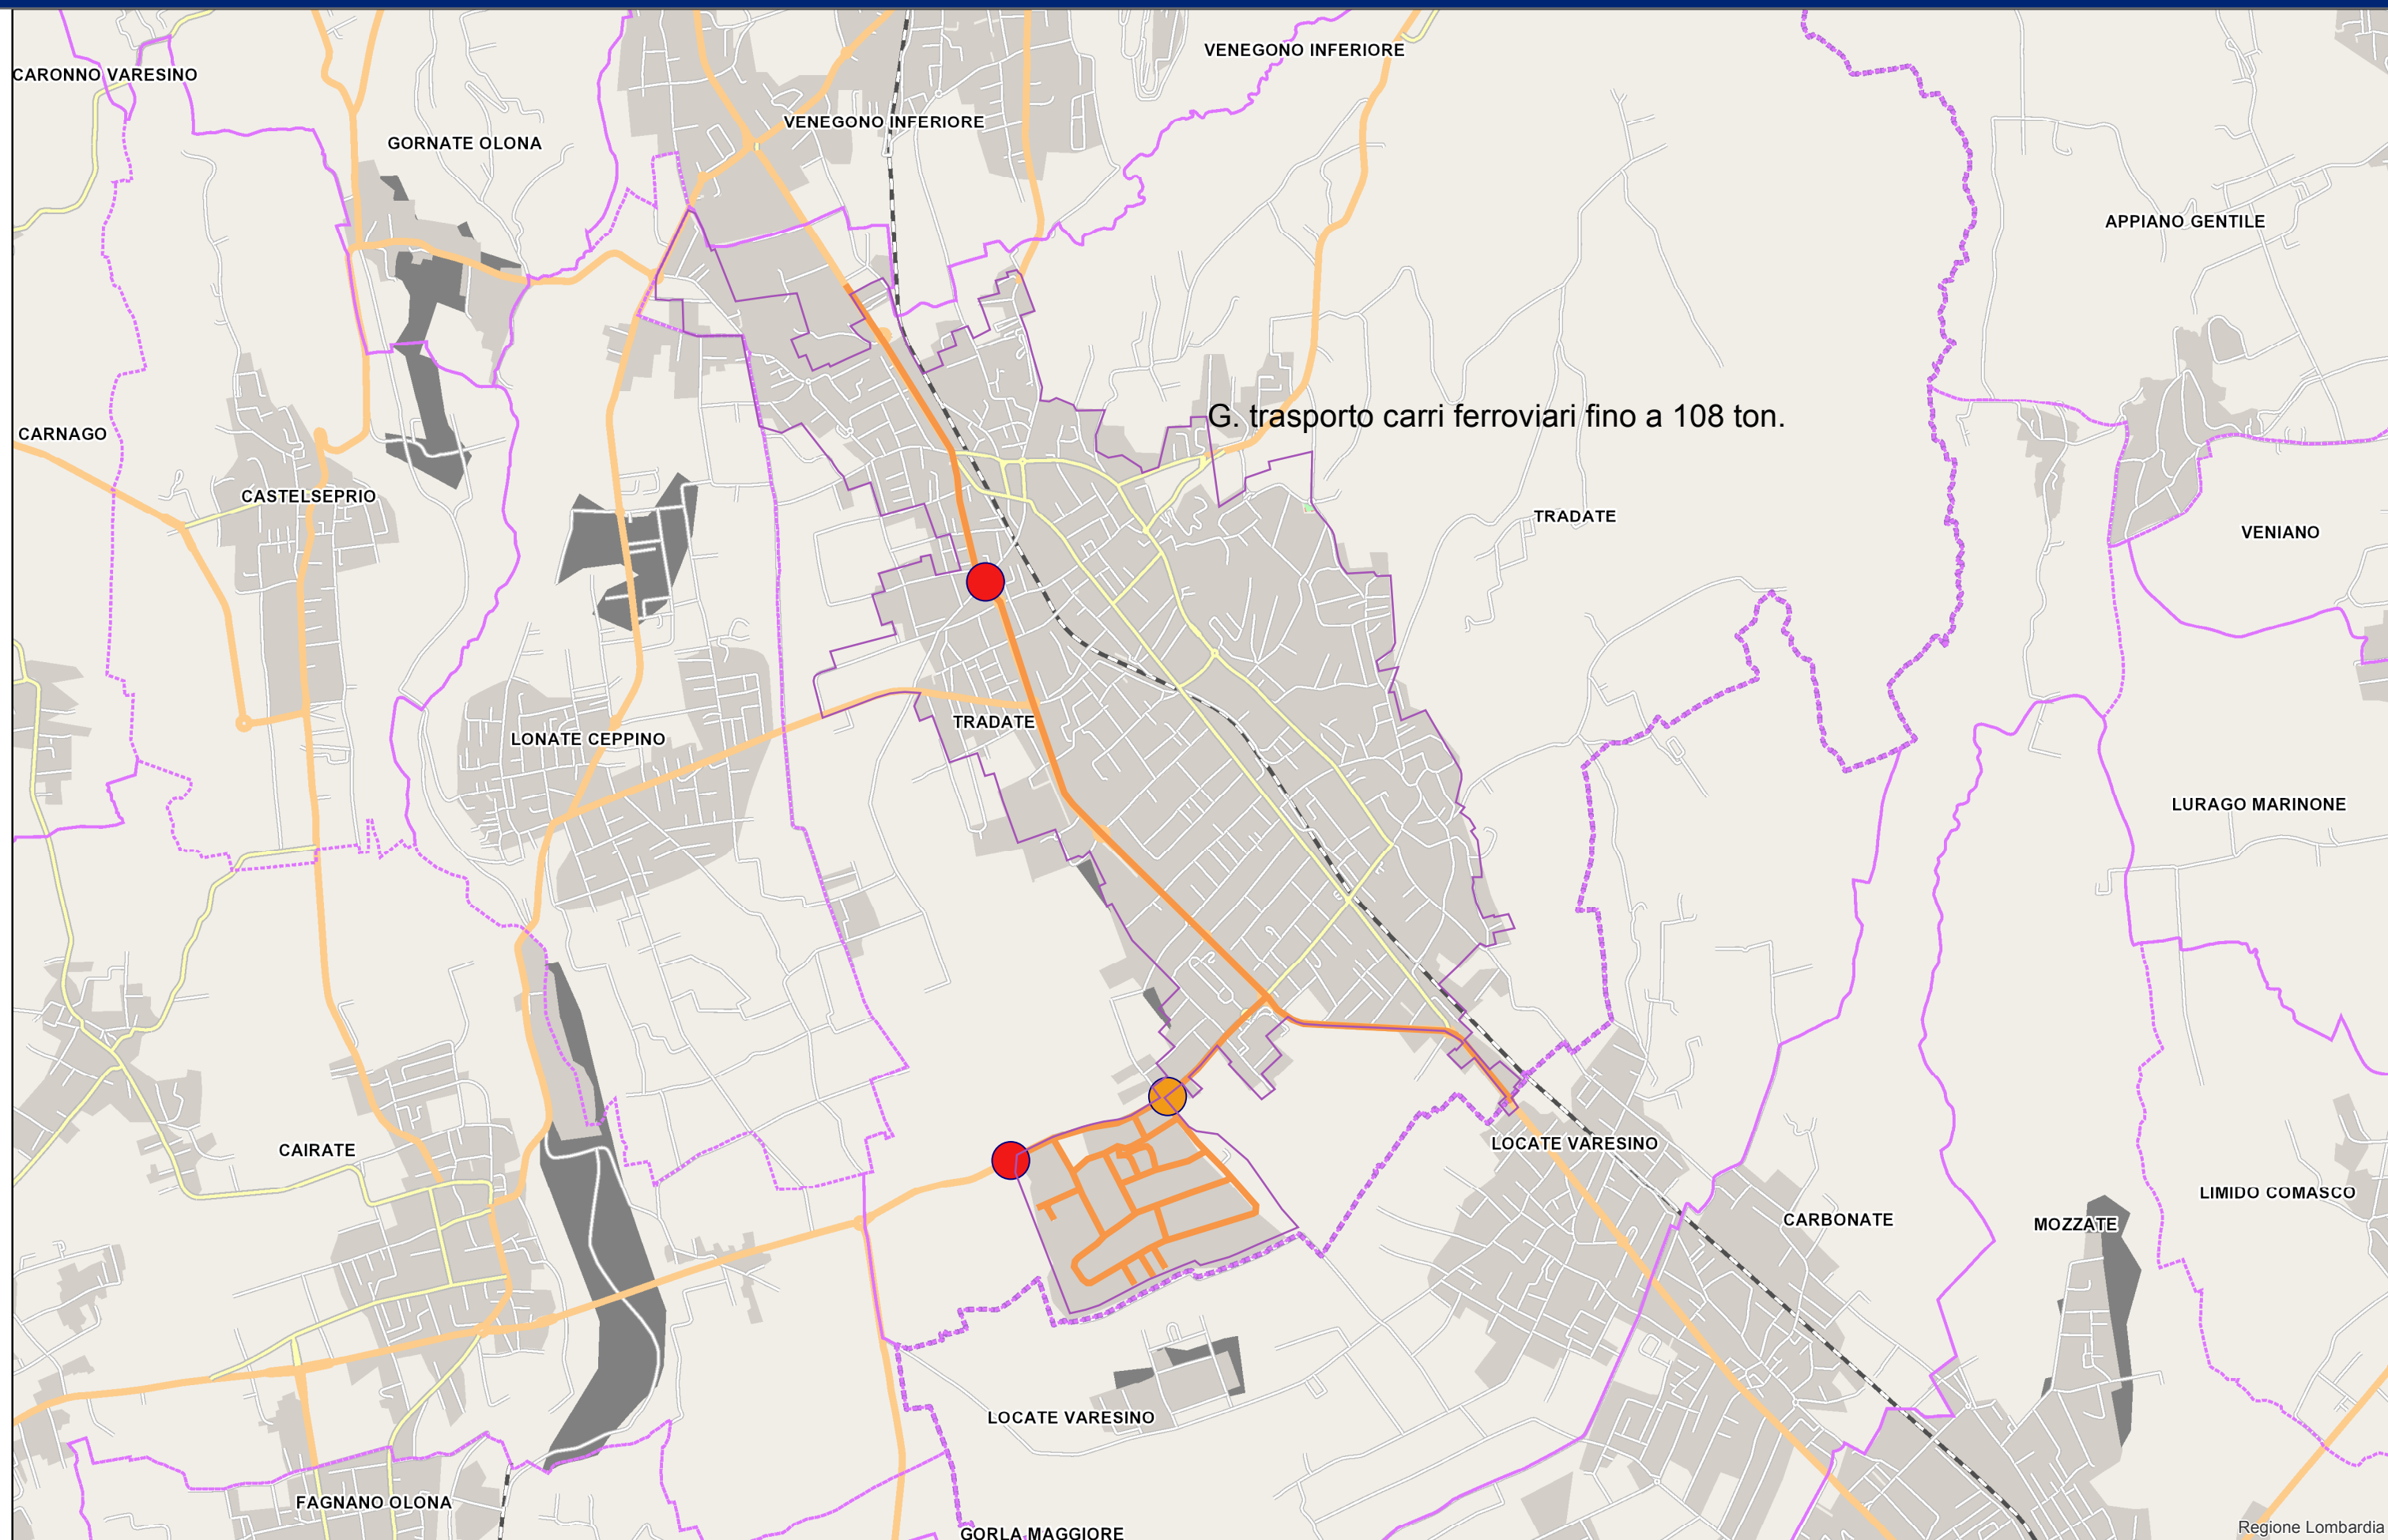 VENEGONO INFERIORE
CARONNO VARESINO
VENEGONO INFERIORE
GORNATE OLONA
APPIANO GENTILE
G. trasporto carri ferroviari fino a 108 ton.
CARNAGO
CASTELSEPRIO
TRADATE
VENIANO
TRADATE
LONATE CEPPINO
LURAGO MARINONE
LOCATE VARESINO
CAIRATE
LIMIDO COMASCO
CARBONATE
MOZZATE
LOCATE VARESINO
FAGNANO OLONA
Regione Lombardia
GORLA MAGGIORE